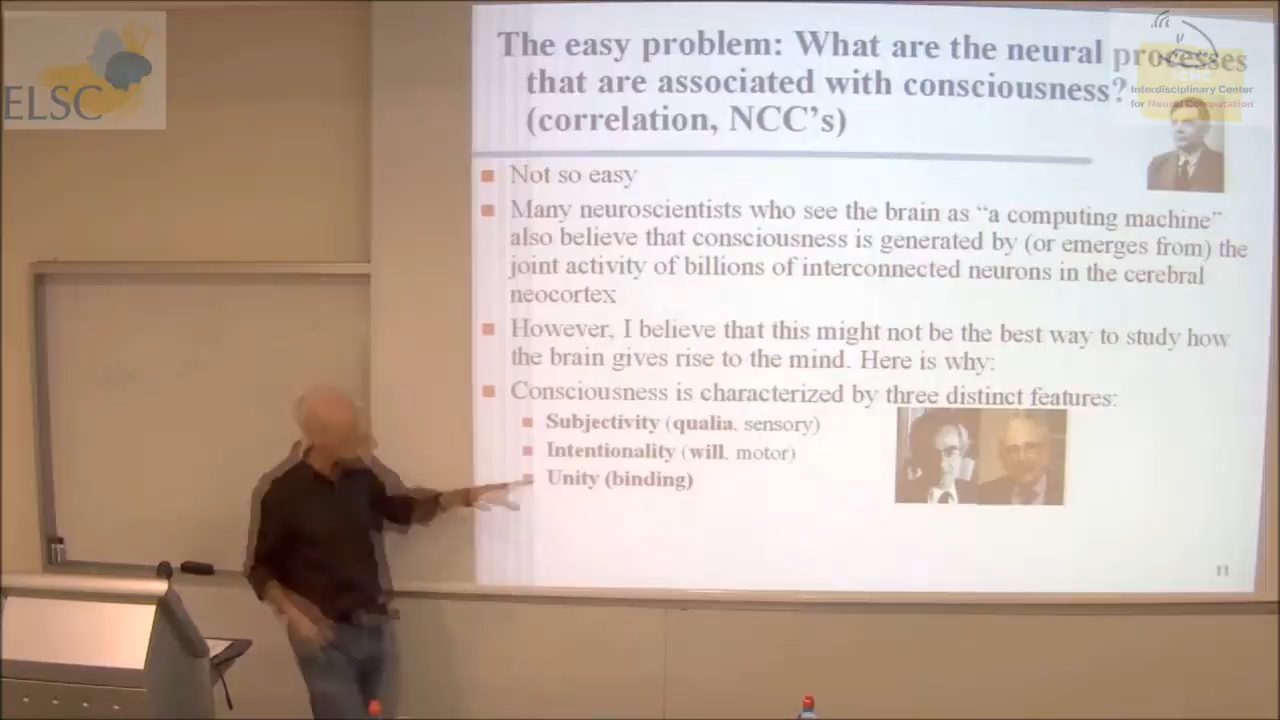 ELSC
The easy problem: What are the neural processes
that are associated with consciousness?
(correlation, NCC's)
Interdisciplinary Center
for Neural Computation
Not so easy
Many neuroscientists who see the brain as “a computing machine”
also believe that consciousness is generated by (or emerges from) the
joint activity of billions of interconnected neurons in the cerebral
neocortex
However, I believe that this might not be the best way to study how
the brain gives rise to the mind. Here is why:
Consciousness is characterized by three distinct features:
Subjectivity (qualia, sensory)
Intentionality (will, motor)
Unity (binding)
11